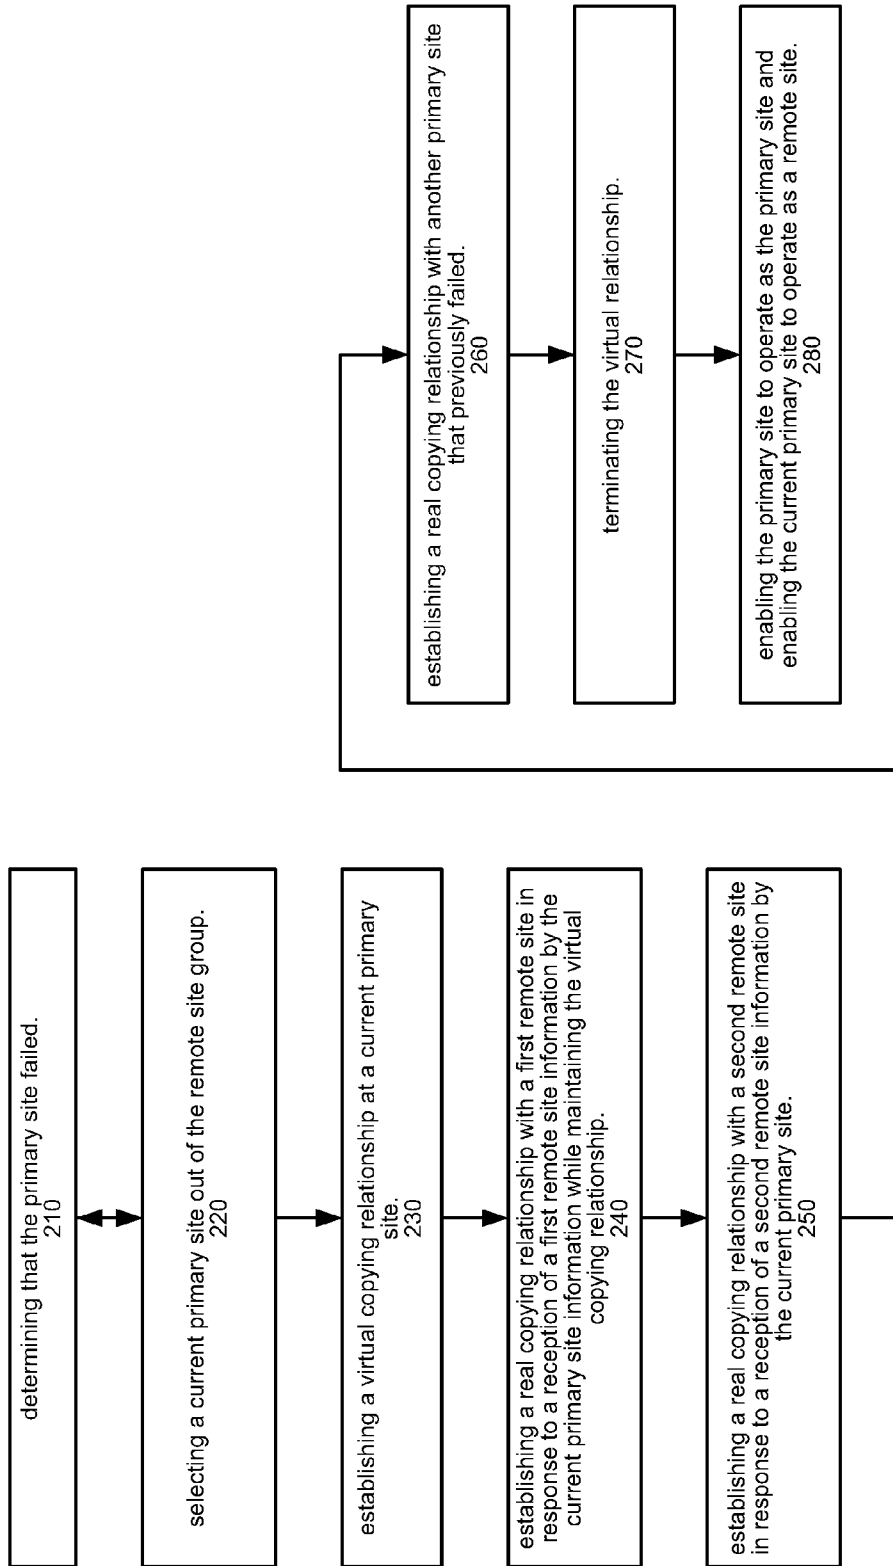 determining that the primary site failed.
210
selecting a current primary site out of the remote site group.
220
establishing a virtual copying relationship at a current primary
site.
230
establishing a real copying relationship with a first remote site in
response to a reception of a first remote site information by the
current primary site information while maintaining the virtual
copying relationship.
240
establishing a real copying relationship with a second remote site
in response to a reception of a second remote site information by
the current primary site.
250
establishing a real copying relationship with another primary site
that previously failed.
260
terminating the virtual relationship.
270
enabling the primary site to operate as the primary site and
enabling the current primary site to operate as a remote site.
280